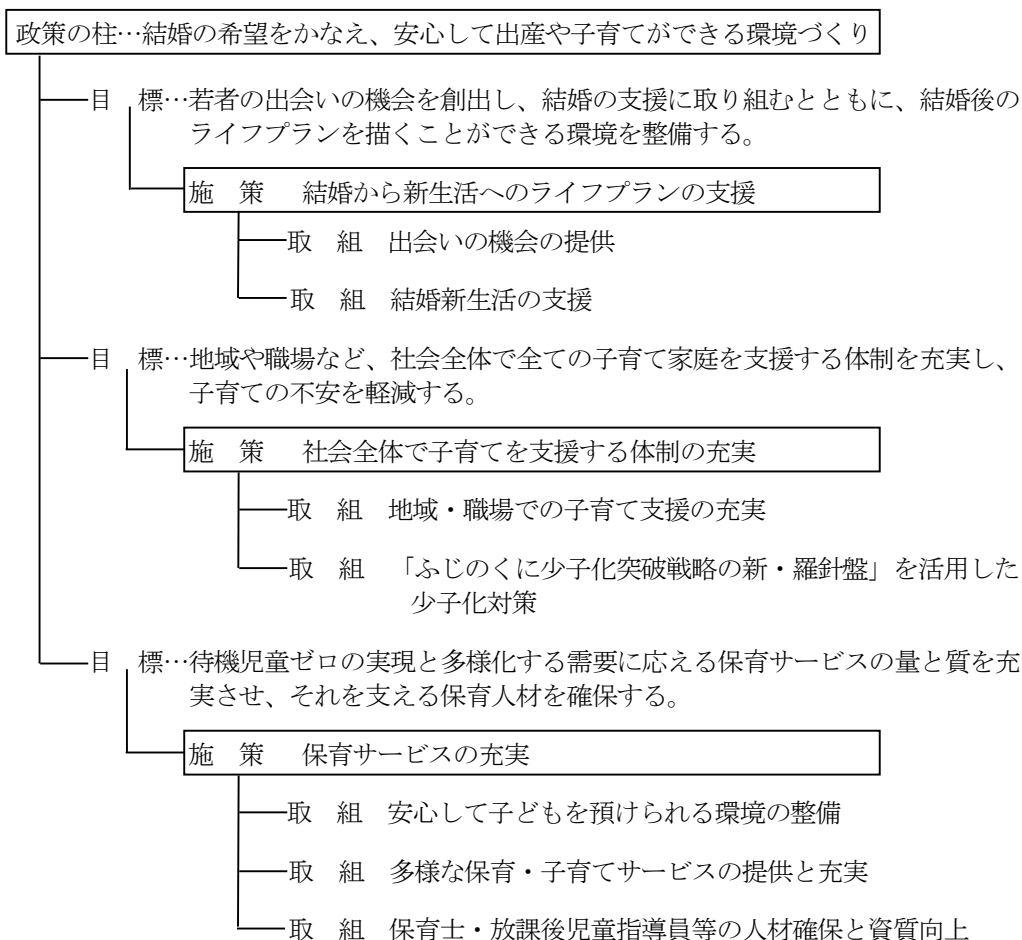 政策の柱…結婚の希望をかなえ、安心して出産や子育てができる環境づくり
目　標…若者の出会いの機会を創出し、結婚の支援に取り組むとともに、結婚後の
ライフプランを描くことができる環境を整備する。
施　策　結婚から新生活へのライフプランの支援
取　組　出会いの機会の提供
取　組　結婚新生活の支援
目　標…地域や職場など、社会全体で全ての子育て家庭を支援する体制を充実し、
子育ての不安を軽減する。
施　策　社会全体で子育てを支援する体制の充実
取　組　地域・職場での子育て支援の充実
取　組　「ふじのくに少子化突破戦略の新・羅針盤」を活用した
少子化対策
目　標…待機児童ゼロの実現と多様化する需要に応える保育サービスの量と質を充
実させ、それを支える保育人材を確保する。
施　策　保育サービスの充実
取　組　安心して子どもを預けられる環境の整備
取　組　多様な保育・子育てサービスの提供と充実
取　組　保育士・放課後児童指導員等の人材確保と資質向上